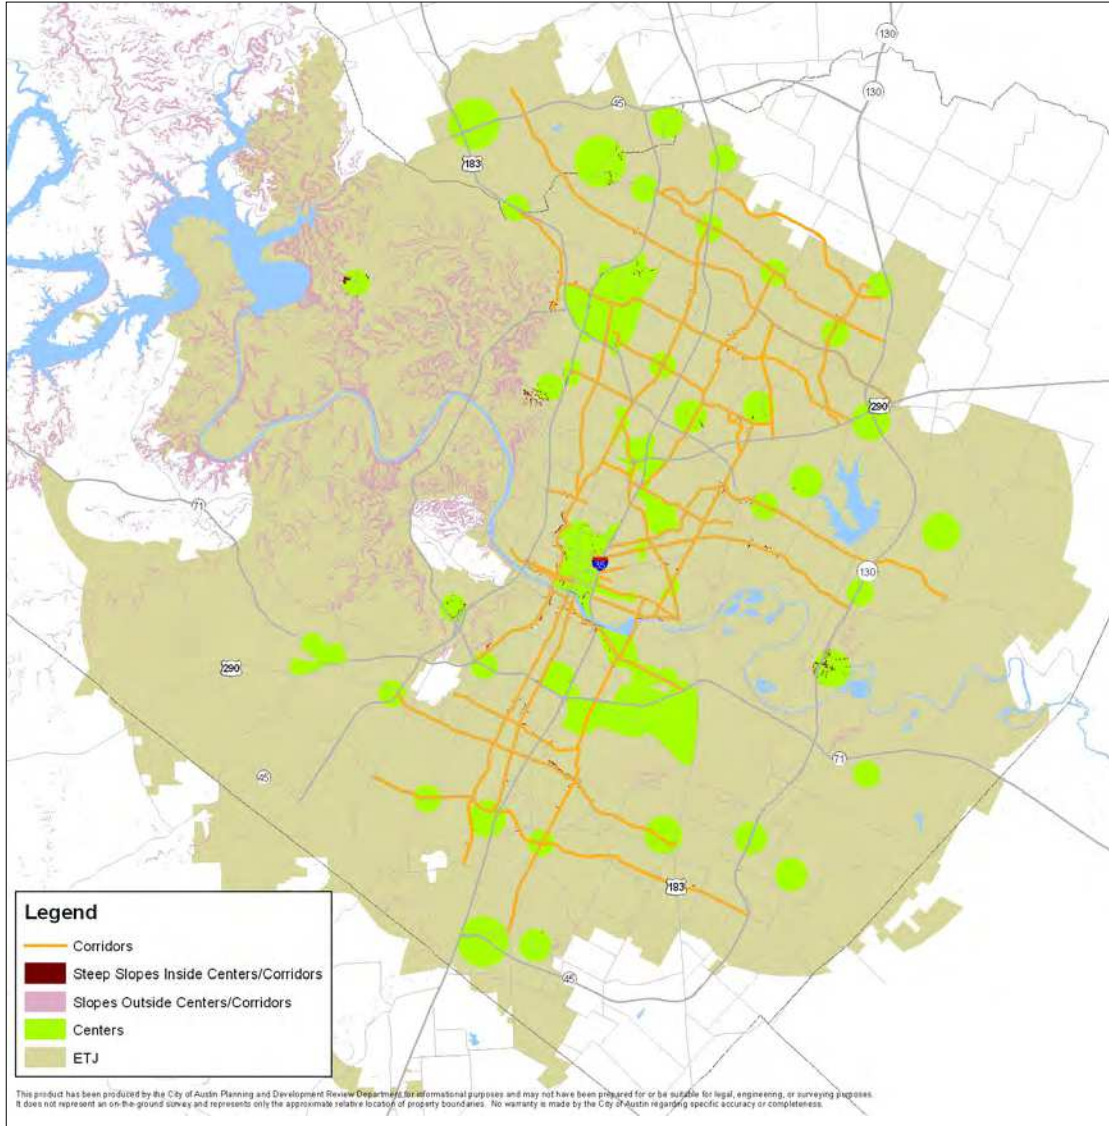 130
45
130
183
290
71
35
130
290
71
45
183
45
Legend
Corridors
Steep Slopes Inside Centers/Corridors
Slopes Outside Centers/Corridors
Centers
ETJ
This product has been produced by the City of Austin Planning and Development Review Department for informational purposes and may not have been prepared for or be suitable for legal, engineering, or surveying purposes.
It does not represent an on-the-ground survey and represents only the approximate relative location of property boundaries. No warranty is made by the City of Austin regarding specific accuracy or completeness.